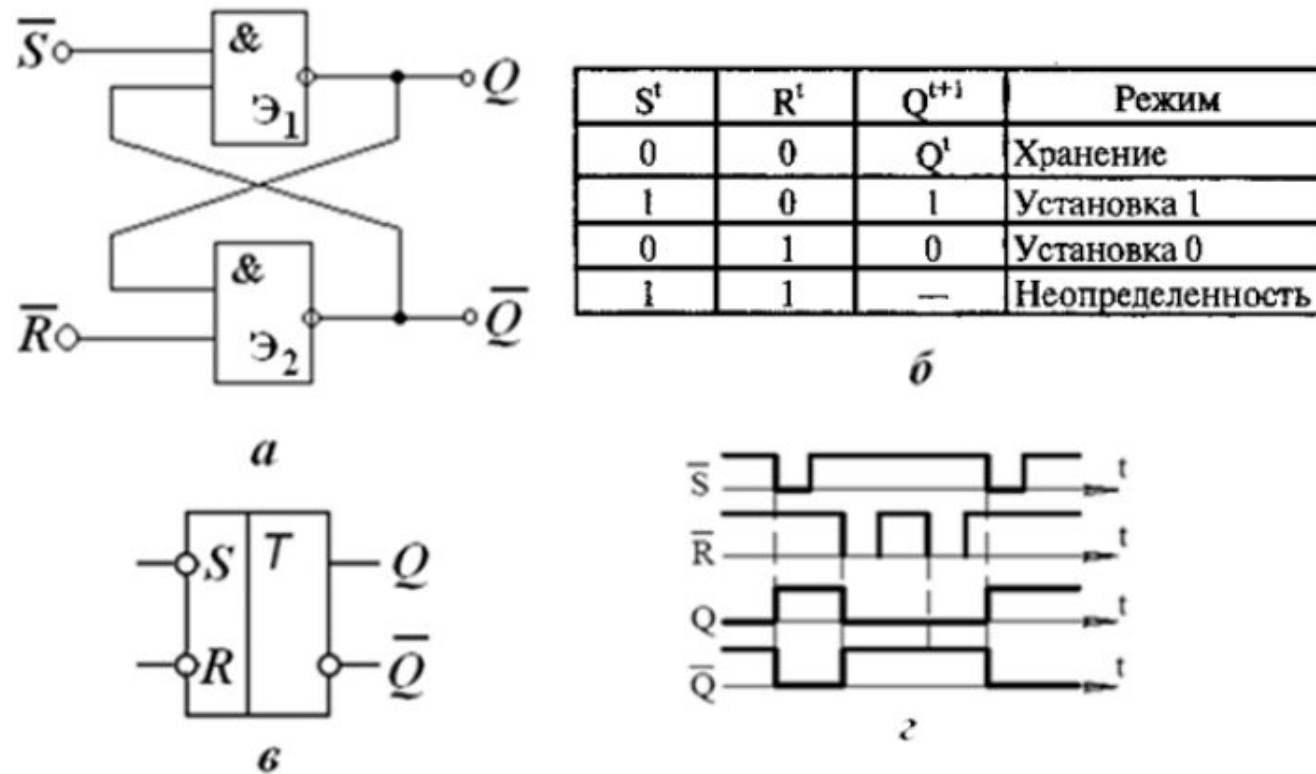 S̅ & Э₁ Q
R̅ & Э₂ Q̅
а
Sᵗ Rᵗ Qᵗ⁺¹ Режим
0 0 Qᵗ Хранение
1 0 1 Установка 1
0 1 0 Установка 0
1 1 — Неопределенность
б
S T Q
R Q̅
в
S̅ t
R̅ t
Q t
Q̅ t
г